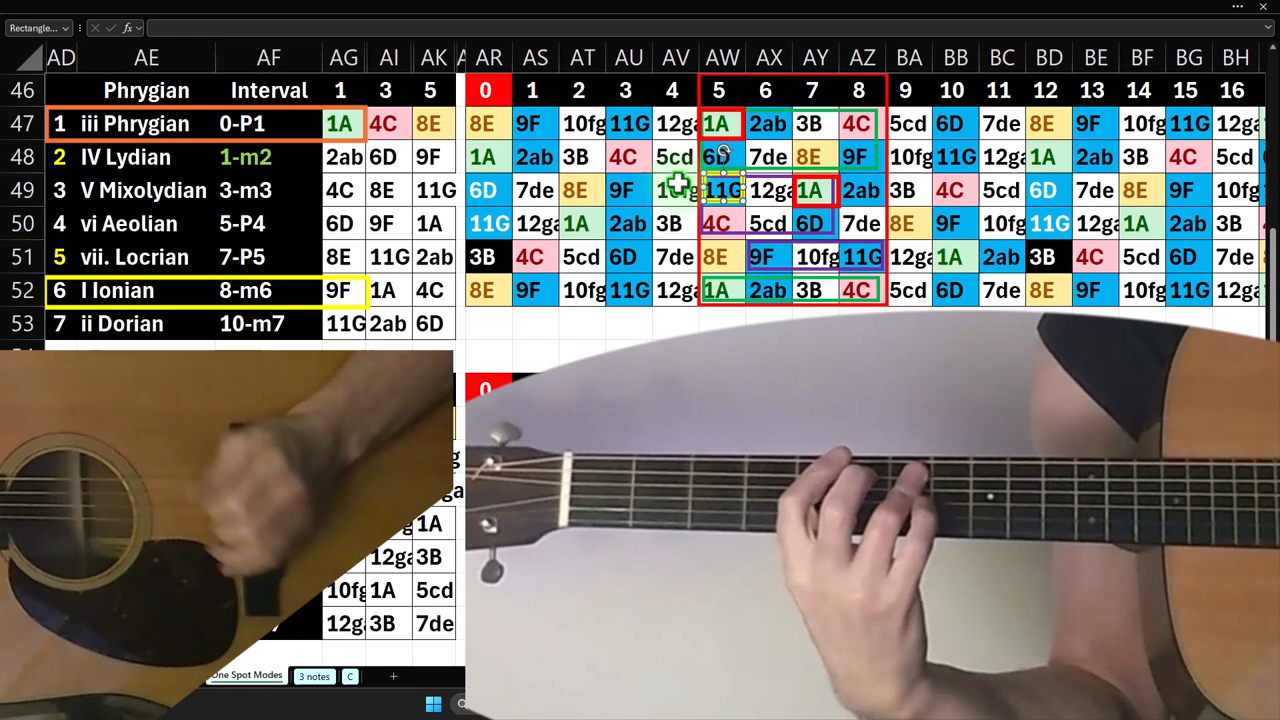 Rectangle... fx
AD AE AF AG AI AK AR AS AT AU AV AW AX AY AZ BA BB BC BD BE BF BG BH
46 Phrygian Interval 1 3 5 0 1 2 3 4 5 6 7 8 9 10 11 12 13 14 15 16
47 1 iii Phrygian 0-P1 1A 4C 8E 8E 9F 10fg 11G 12ga 1A 2ab 3B 4C 5cd 6D 7de 8E 9F 10fg 11G 12ga
48 2 IV Lydian 1-m2 2ab 6D 9F 1A 2ab 3B 4C 5cd 6D 7de 8E 9F 10fg 11G 12ga 1A 2ab 3B 4C 5cd
49 3 V Mixolydian 3-m3 4C 8E 11G 6D 7de 8E 9F 11G 12ga 1A 2ab 3B 4C 5cd 6D 7de 8E 9F 10fg
50 4 vi Aeolian 5-P4 6D 9F 1A 11G 12ga 1A 2ab 3B 4C 5cd 6D 7de 8E 9F 10fg 11G 12ga 1A 2ab 3B
51 5 vii. Locrian 7-P5 8E 11G 2ab 3B 4C 5cd 6D 7de 8E 9F 10fg 11G 12ga 1A 2ab 3B 4C 5cd 6D 7de
52 6 I Ionian 8-m6 9F 1A 4C 8E 9F 10fg 11G 12ga 1A 2ab 3B 4C 5cd 6D 7de 8E 9F 10fg 11G 12ga
53 7 ii Dorian 10-m7 11G 2ab 6D
0
1A
12ga 3B
10fg 1A
12ga 3B 7de
One Spot Modes 3 notes C +